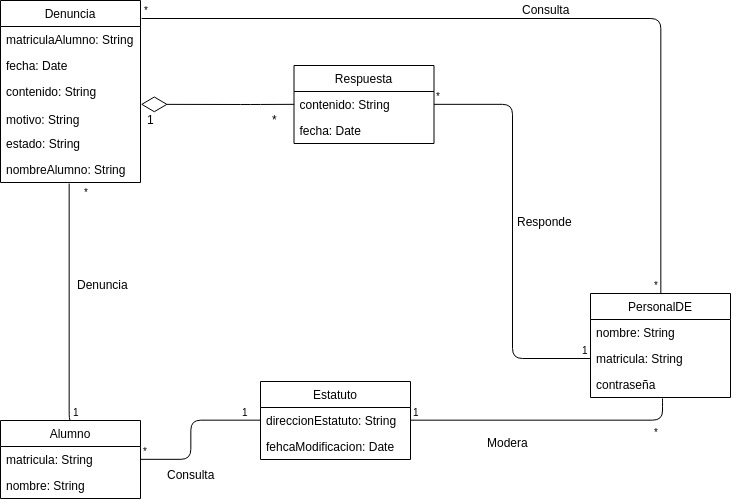 Denuncia
matriculaAlumno: String
fecha: Date
contenido: String
motivo: String
estado: String
nombreAlumno: String
*
Consulta
*
1
*
Respuesta
contenido: String
fecha: Date
*
Responde
1
*
PersonalDE
nombre: String
matricula: String
contraseña
*
Denuncia
1
Alumno
matricula: String
nombre: String
*
Consulta
1
Estatuto
direccionEstatuto: String
fehcaModificacion: Date
1
Modera
*